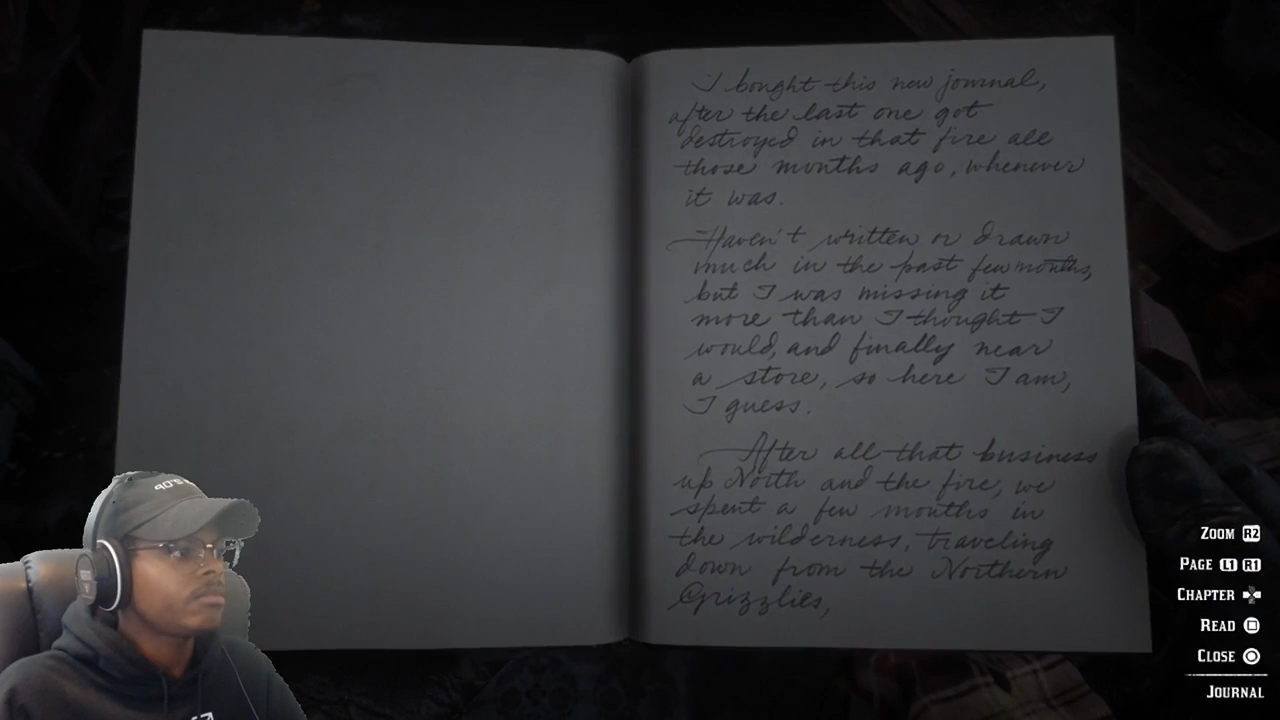 I bought this new journal,
after the last one got
destroyed in that fire all
those months ago, whenever
it was.
Haven't written or drawn
much in the past few months,
but I was missing it
more than I thought I
would, and finally near
a store, so here I am,
I guess.
After all that business
up North and the fire, we
spent a few months in
the wilderness, traveling
down from the Northern
Grizzlies,
90's
ZOOM R2
PAGE L1 R1
CHAPTER
READ
CLOSE
JOURNAL